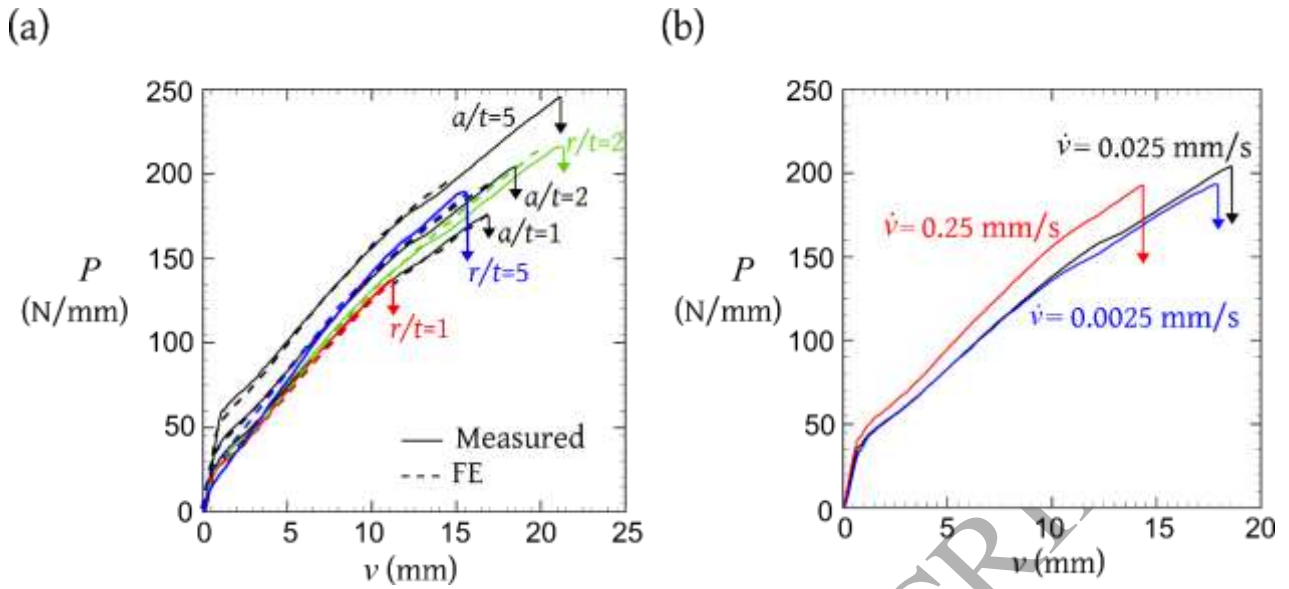 (a)
250
200
150
100
50
0
P
(N/mm)
a/t=5
r/t=2
a/t=2
a/t=1
r/t=5
r/t=1
Measured
FE
0 5 10 15 20 25
v (mm)
(b)
250
200
150
100
50
0
P
(N/mm)
v̇= 0.025 mm/s
v̇= 0.25 mm/s
v̇= 0.0025 mm/s
0 5 10 15 20
v (mm)
CRI